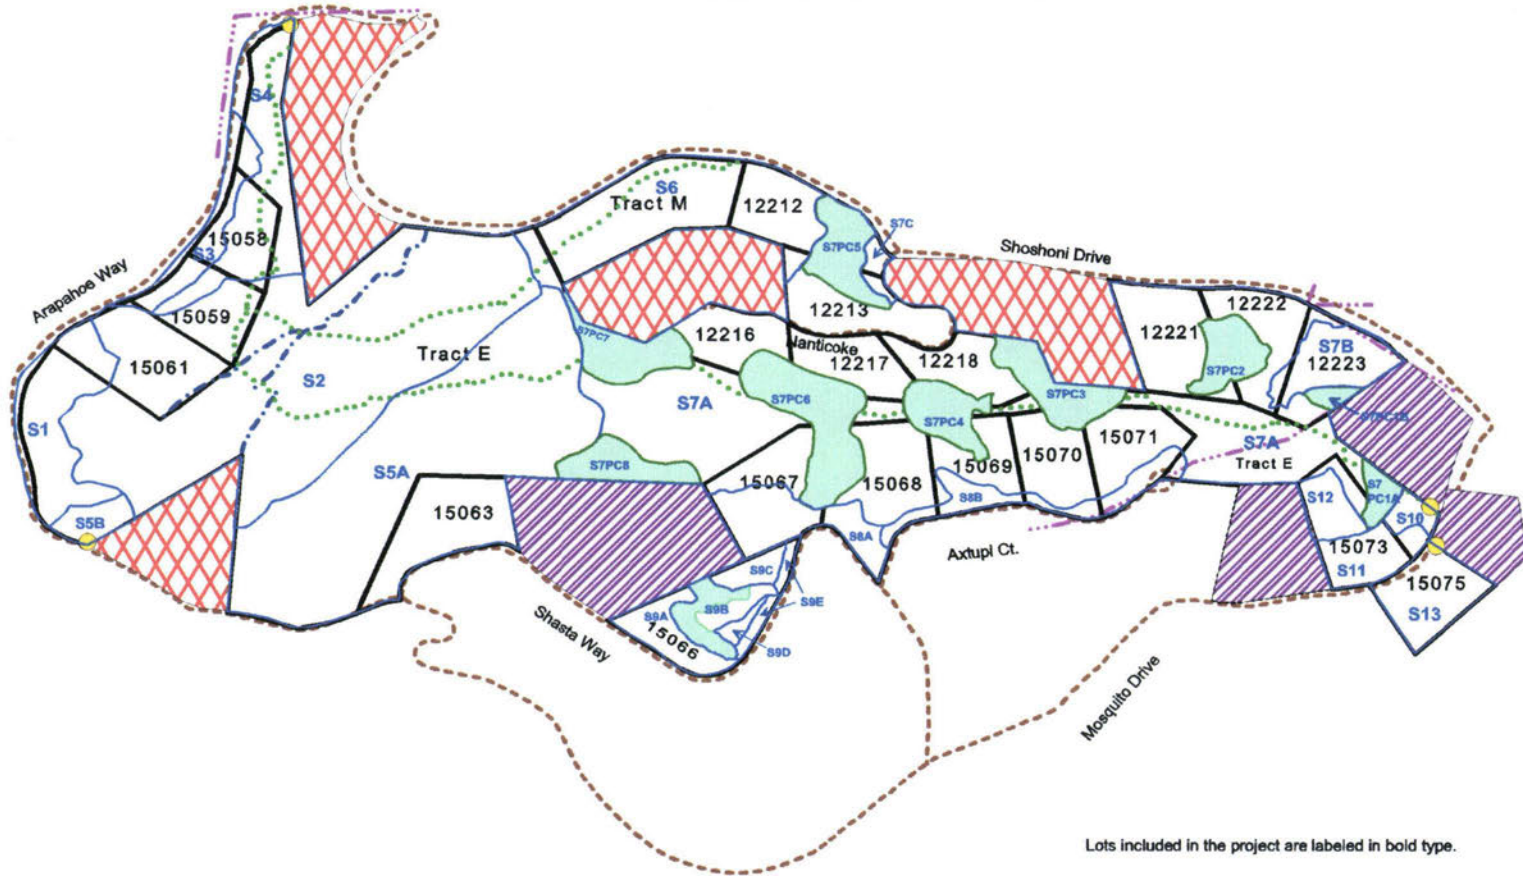 S4
S6
Tract M
12212
S7C
S7PC5
Shoshoni Drive
15058
S3
Arapahoe Way
15059
12213
12222
12221
S7B
12223
S7PC7
12216
Nanticoke
12217
12218
Tract E
15061
S2
S7PC2
S7PC6
S7A
S7PC3
S7PC4
S1
15071
S7A
Tract E
S7PC8
S5A
15067
15068
15069
15070
S7
PC1A
S12
S10
S8B
15063
S5B
S8A
Axtupi Ct.
15073
S11
15075
S13
S9C
S9B
S9E
S9A
15066
S9D
Shasta Way
Mosquito Drive
Lots included in the project are labeled in bold type.